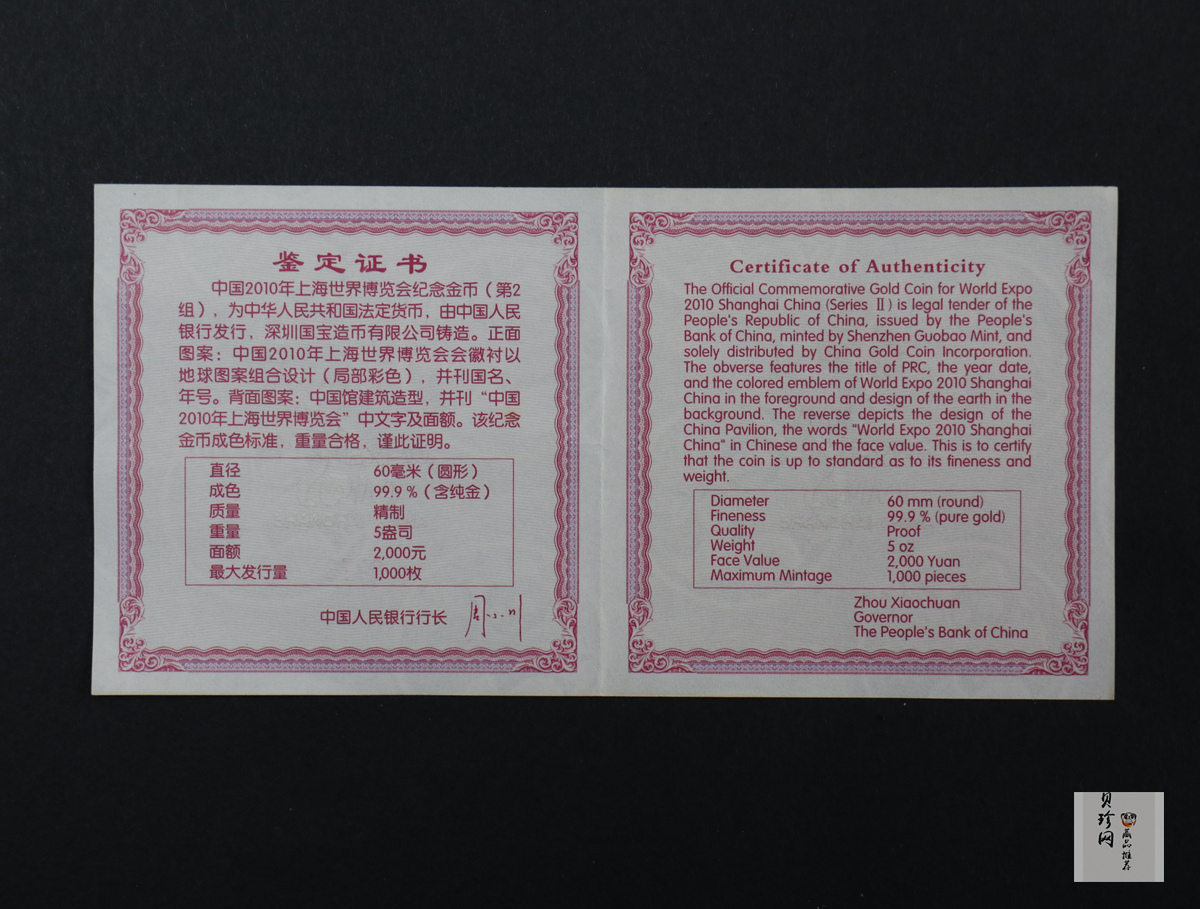 鉴定证书
中国2010年上海世界博览会纪念金币（第2
组），为中华人民共和国法定货币，由中国人民
银行发行，深圳国宝造币有限公司铸造。正面
图案：中国2010年上海世界博览会会徽衬以
地球图案组合设计（局部彩色），并刊国名、
年号。背面图案：中国馆建筑造型，并刊“中国
2010年上海世界博览会”中文字及面额。该纪念
金币成色标准，重量合格，谨此证明。
直径 60毫米（圆形）
成色 99.9 %（含纯金）
质量 精制
重量 5盎司
面额 2,000元
最大发行量 1,000枚
中国人民银行行长 周小川
Certificate of Authenticity
The Official Commemorative Gold Coin for World Expo
2010 Shanghai China (Series Ⅱ) is legal tender of the
People's Republic of China, issued by the People's
Bank of China, minted by Shenzhen Guobao Mint, and
solely distributed by China Gold Coin Incorporation.
The obverse features the title of PRC, the year date,
and the colored emblem of World Expo 2010 Shanghai
China in the foreground and design of the earth in the
background. The reverse depicts the design of the
China Pavilion, the words "World Expo 2010 Shanghai
China" in Chinese and the face value. This is to certify
that the coin is up to standard as to its fineness and
weight.
Diameter 60 mm (round)
Fineness 99.9 % (pure gold)
Quality Proof
Weight 5 oz
Face Value 2,000 Yuan
Maximum Mintage 1,000 pieces
Zhou Xiaochuan
Governor
The People's Bank of China
贝珍网
藏品推荐